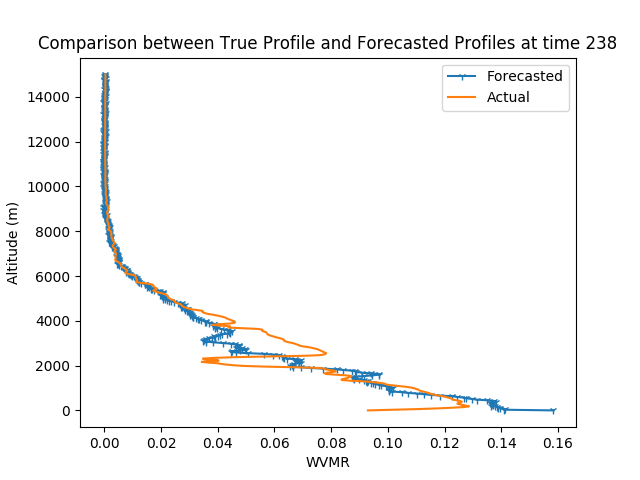 Comparison between True Profile and Forecasted Profiles at time 238
Forecasted
Actual
14000
12000
10000
8000
6000
4000
2000
0
Altitude (m)
0.00 0.02 0.04 0.06 0.08 0.10 0.12 0.14 0.16
WVMR